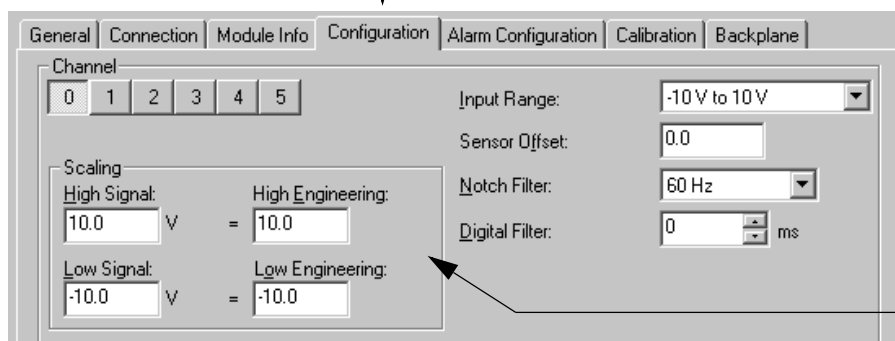 General Connection Module Info Configuration Alarm Configuration Calibration Backplane
Channel
0 1 2 3 4 5
Input Range: -10 V to 10 V
Sensor Offset: 0.0
Scaling
High Signal: High Engineering:
10.0 V = 10.0
Notch Filter: 60 Hz
Digital Filter: 0 ms
Low Signal: Low Engineering:
-10.0 V = -10.0